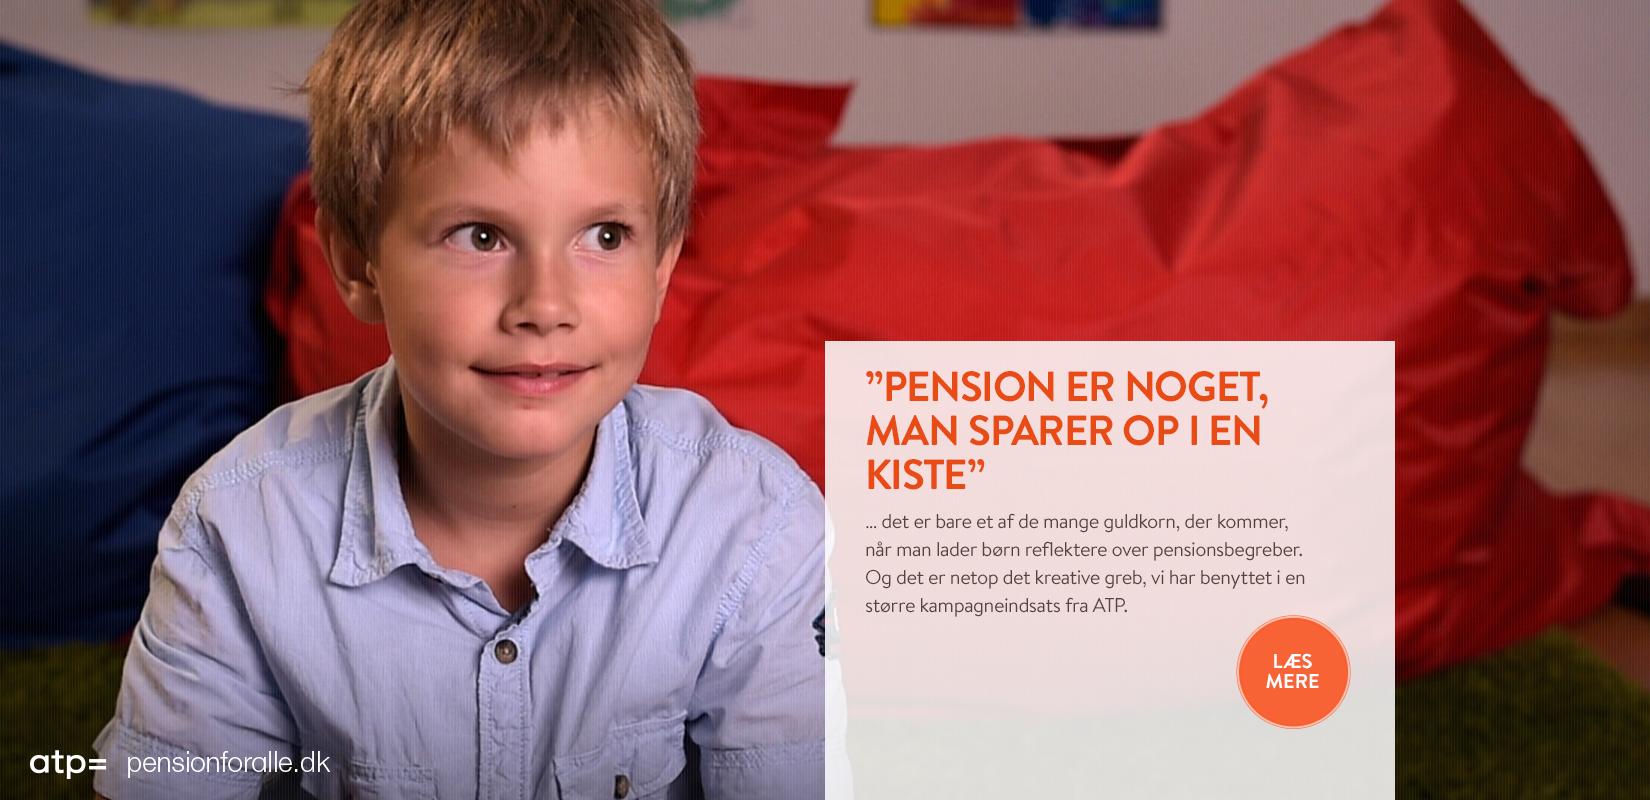 ”PENSION ER NOGET,
MAN SPARER OP I EN
KISTE”
... det er bare et af de mange guldkorn, der kommer,
når man lader børn reflektere over pensionsbegreber.
Og det er netop det kreative greb, vi har benyttet i en
større kampagneindsats fra ATP.
LÆS
MERE
atp= pensionforalle.dk